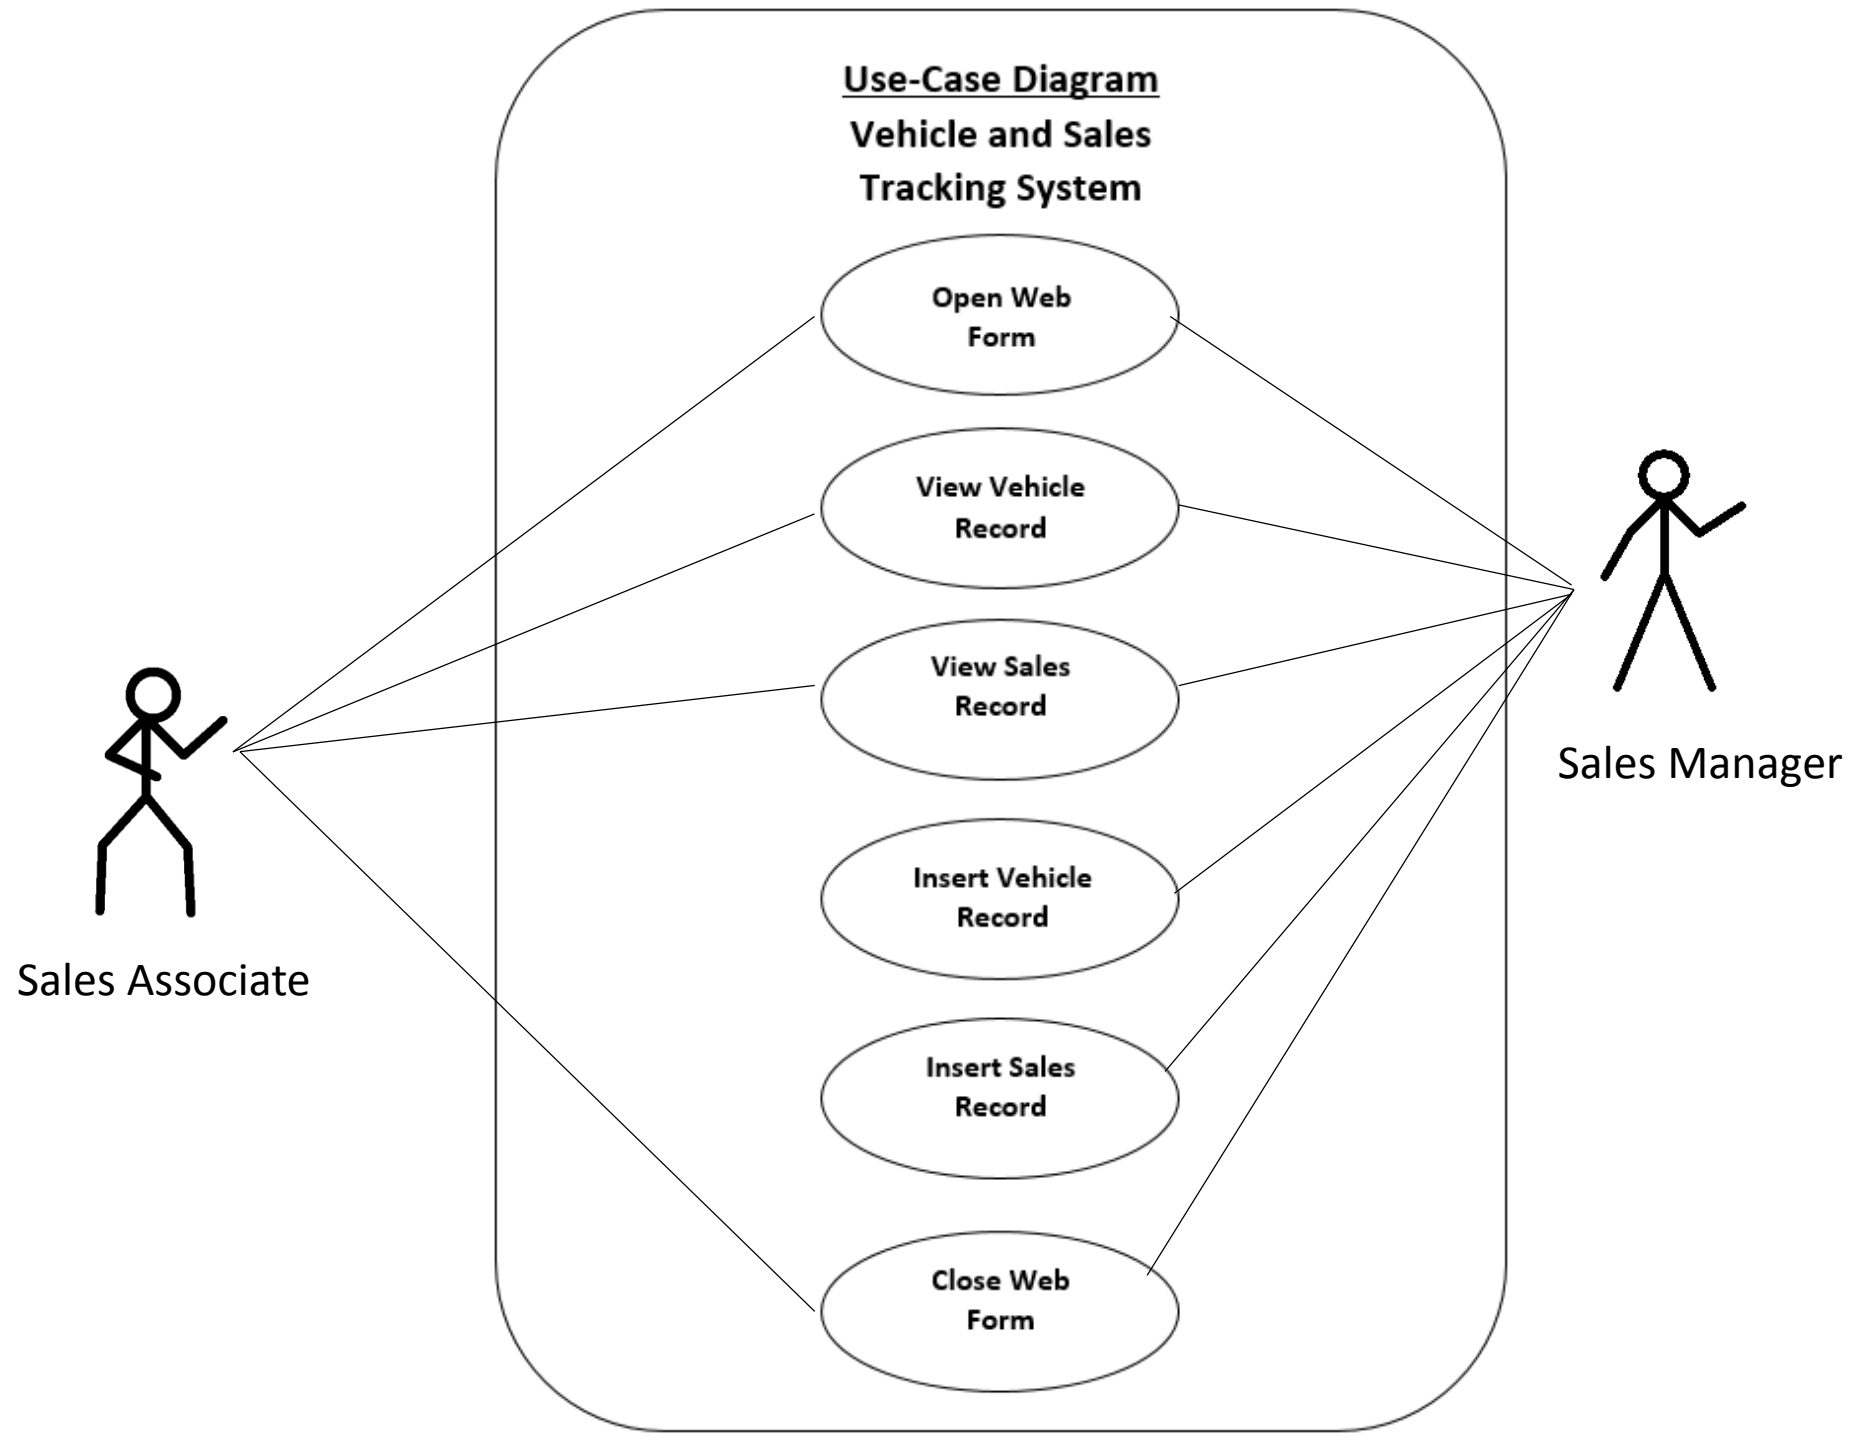 Use-Case Diagram
Vehicle and Sales
Tracking System
Open Web
Form
View Vehicle
Record
View Sales
Record
Sales Manager
Insert Vehicle
Record
Sales Associate
Insert Sales
Record
Close Web
Form